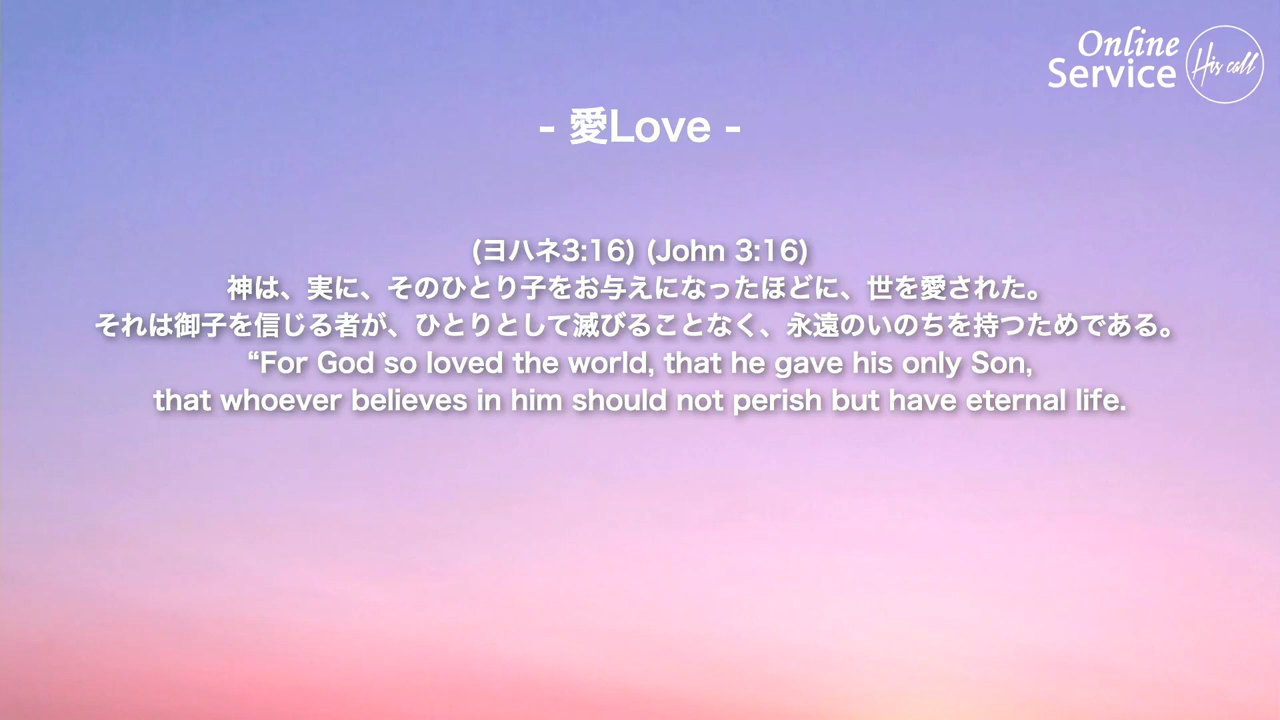 Online
Service
His call
- 愛Love -
(ヨハネ3:16) (John 3:16)
神は、実に、そのひとり子をお与えになったほどに、世を愛された。
それは御子を信じる者が、ひとりとして滅びることなく、永遠のいのちを持つためである。
“For God so loved the world, that he gave his only Son,
that whoever believes in him should not perish but have eternal life.